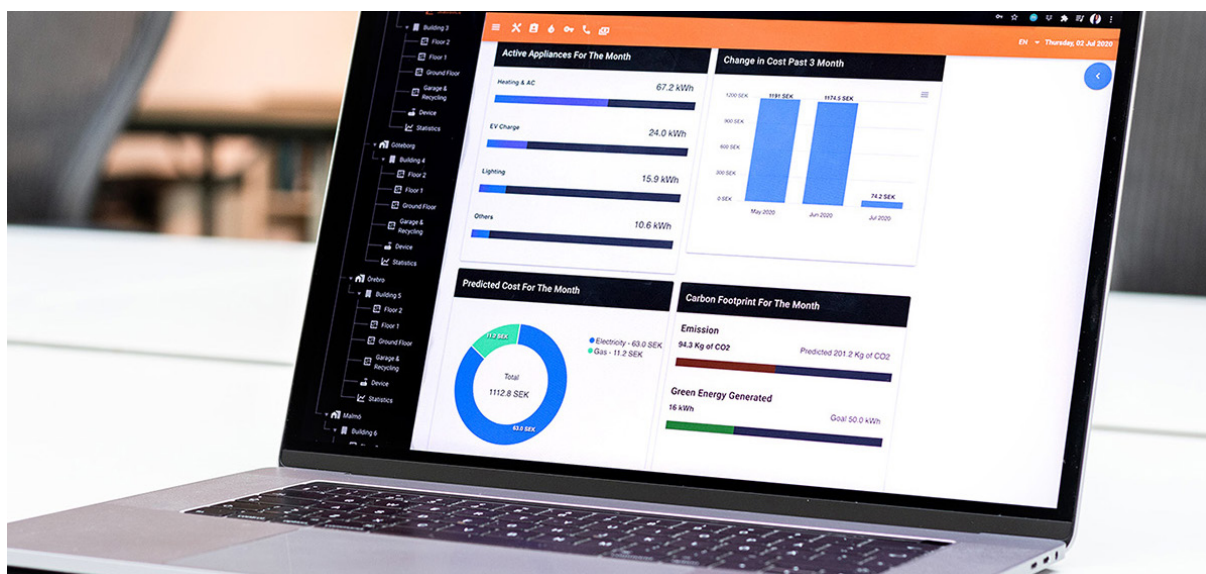 Building 3
Floor 2
Floor 1
Ground Floor
Garage &
Recycling
Device
Statistics
Göteborg
Building 4
Floor 2
Floor 1
Ground Floor
Garage &
Recycling
Device
Statistics
Örebro
Building 5
Floor 2
Floor 1
Ground Floor
Garage &
Recycling
Device
Statistics
Malmö
Building 6
EN
Thursday, 02 Jul 2020
Active Appliances For The Month
Heating & AC
67.2 kWh
EV Charge
24.0 kWh
Lighting
15.9 kWh
Others
10.6 kWh
Change in Cost Past 3 Month
1200 SEK
900 SEK
600 SEK
300 SEK
0 SEK
1191 SEK
1174.5 SEK
74.2 SEK
May-2020
Jun-2020
Jul 2020
Predicted Cost For The Month
11.2 SEK
Total
1112.8 SEK
63.0 SEK
Electricity - 63.0 SEK
Gas - 11.2 SEK
Carbon Footprint For The Month
Emission
94.3 Kg of CO2
Predicted 201.2 Kg of CO2
Green Energy Generated
16 kWh
Goal 50.0 kWh